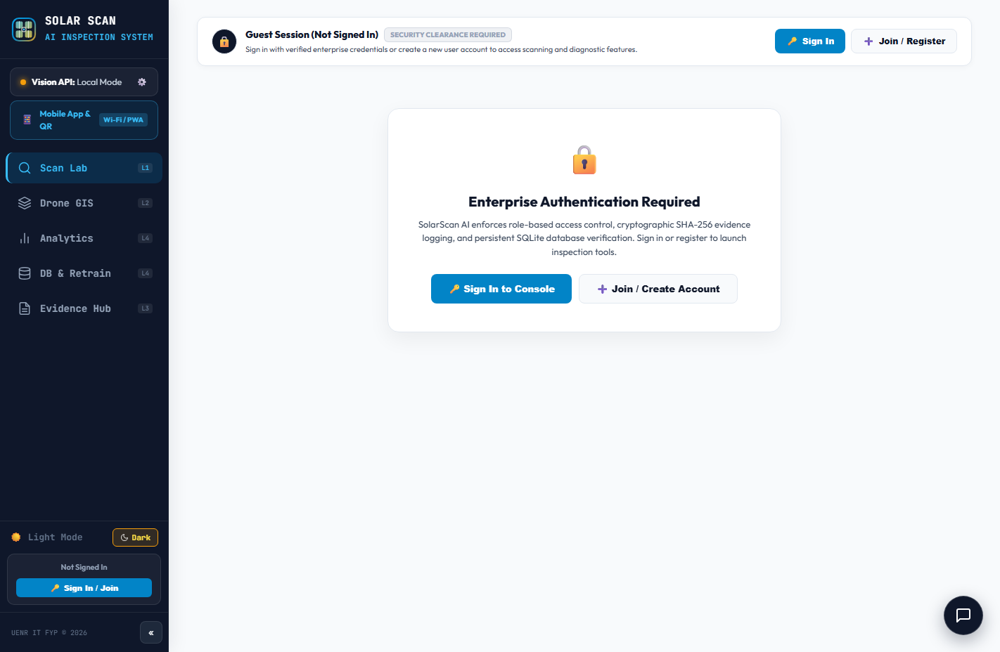 SOLAR SCAN
AI INSPECTION SYSTEM
Vision API: Local Mode
Mobile App &
QR
Wi-Fi / PWA
Scan Lab
L1
Drone GIS
L2
Analytics
L4
DB & Retrain
L4
Evidence Hub
L3
Light Mode
Dark
Not Signed In
Sign In / Join
UENR IT FYP © 2026
«
Guest Session (Not Signed In)
SECURITY CLEARANCE REQUIRED
Sign in with verified enterprise credentials or create a new user account to access scanning and diagnostic features.
Sign In
Join / Register
Enterprise Authentication Required
SolarScan AI enforces role-based access control, cryptographic SHA-256 evidence
logging, and persistent SQLite database verification. Sign in or register to launch
inspection tools.
Sign In to Console
Join / Create Account